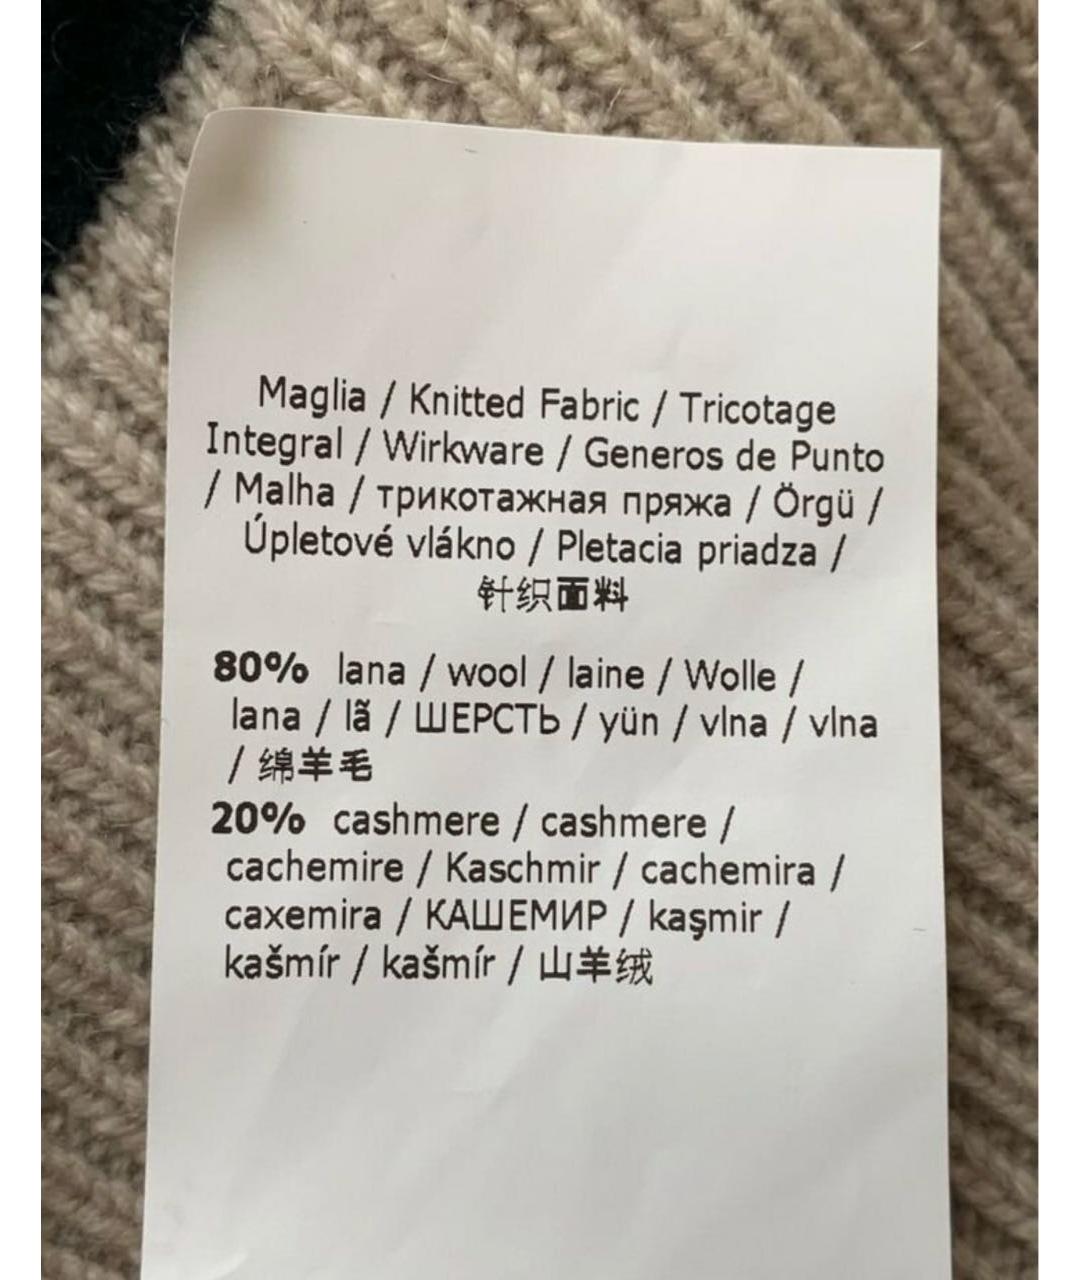 Maglia / Knitted Fabric / Tricotage
Integral / Wirkware / Generos de Punto
/ Malha / трикотажная пряжа / Örgü /
Úpletové vlákno / Pletacia priadza /
针织面料
80% lana / wool / laine / Wolle /
lana / lã / ШЕРСТЬ / yün / vlna / vlna
/ 绵羊毛
20% cashmere / cashmere /
cachemire / Kaschmir / cachemira /
caxemira / КАШЕМИР / kaşmir /
kašmír / kašmír / 山羊绒